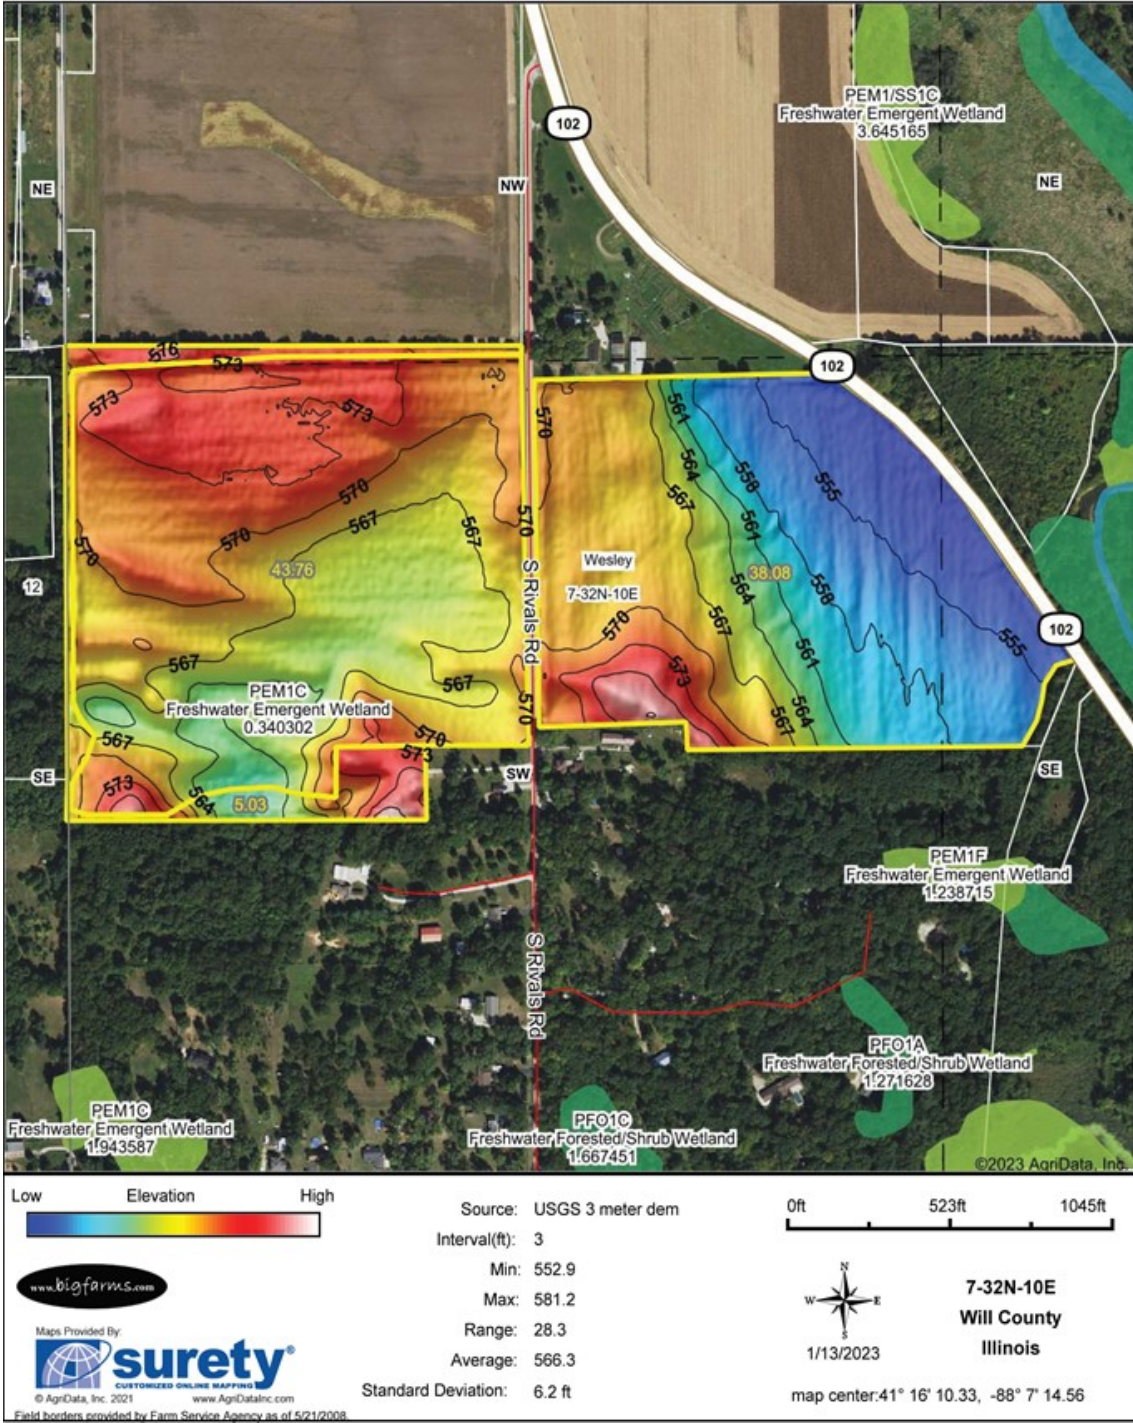 102
PEM1/SS1C
Freshwater Emergent Wetland
3.645165
NE
NW
NE
576
573
102
573
573
561
570
564
558
555
570
567
567
567
570
570
570
561
Wesley
43.76
38.08
12
7-32N-10E
564
558
S Rivals Rd
570
567
102
555
561
567
573
567
PEM1C
Freshwater Emergent Wetland
0.340302
570
564
567
567
570
573
573
SE
SW
SE
564
5.03
PEM1F
Freshwater Emergent Wetland
1.238715
S Rivals Rd
PFO1A
Freshwater Forested/Shrub Wetland
1.271628
PEM1C
Freshwater Emergent Wetland
1.943587
PFO1C
Freshwater Forested/Shrub Wetland
1.667451
©2023 AgriData, Inc.
Low Elevation High
Source: USGS 3 meter dem
Interval(ft): 3
Min: 552.9
Max: 581.2
Range: 28.3
Average: 566.3
Standard Deviation: 6.2 ft
0ft 523ft 1045ft
N
W E
S
1/13/2023
7-32N-10E
Will County
Illinois
map center:41° 16' 10.33, -88° 7' 14.56
www.bigfarms.com
Maps Provided By:
surety®
CUSTOMIZED ONLINE MAPPING
© AgriData, Inc. 2021 www.AgriDataInc.com
Field borders provided by Farm Service Agency as of 5/21/2008.